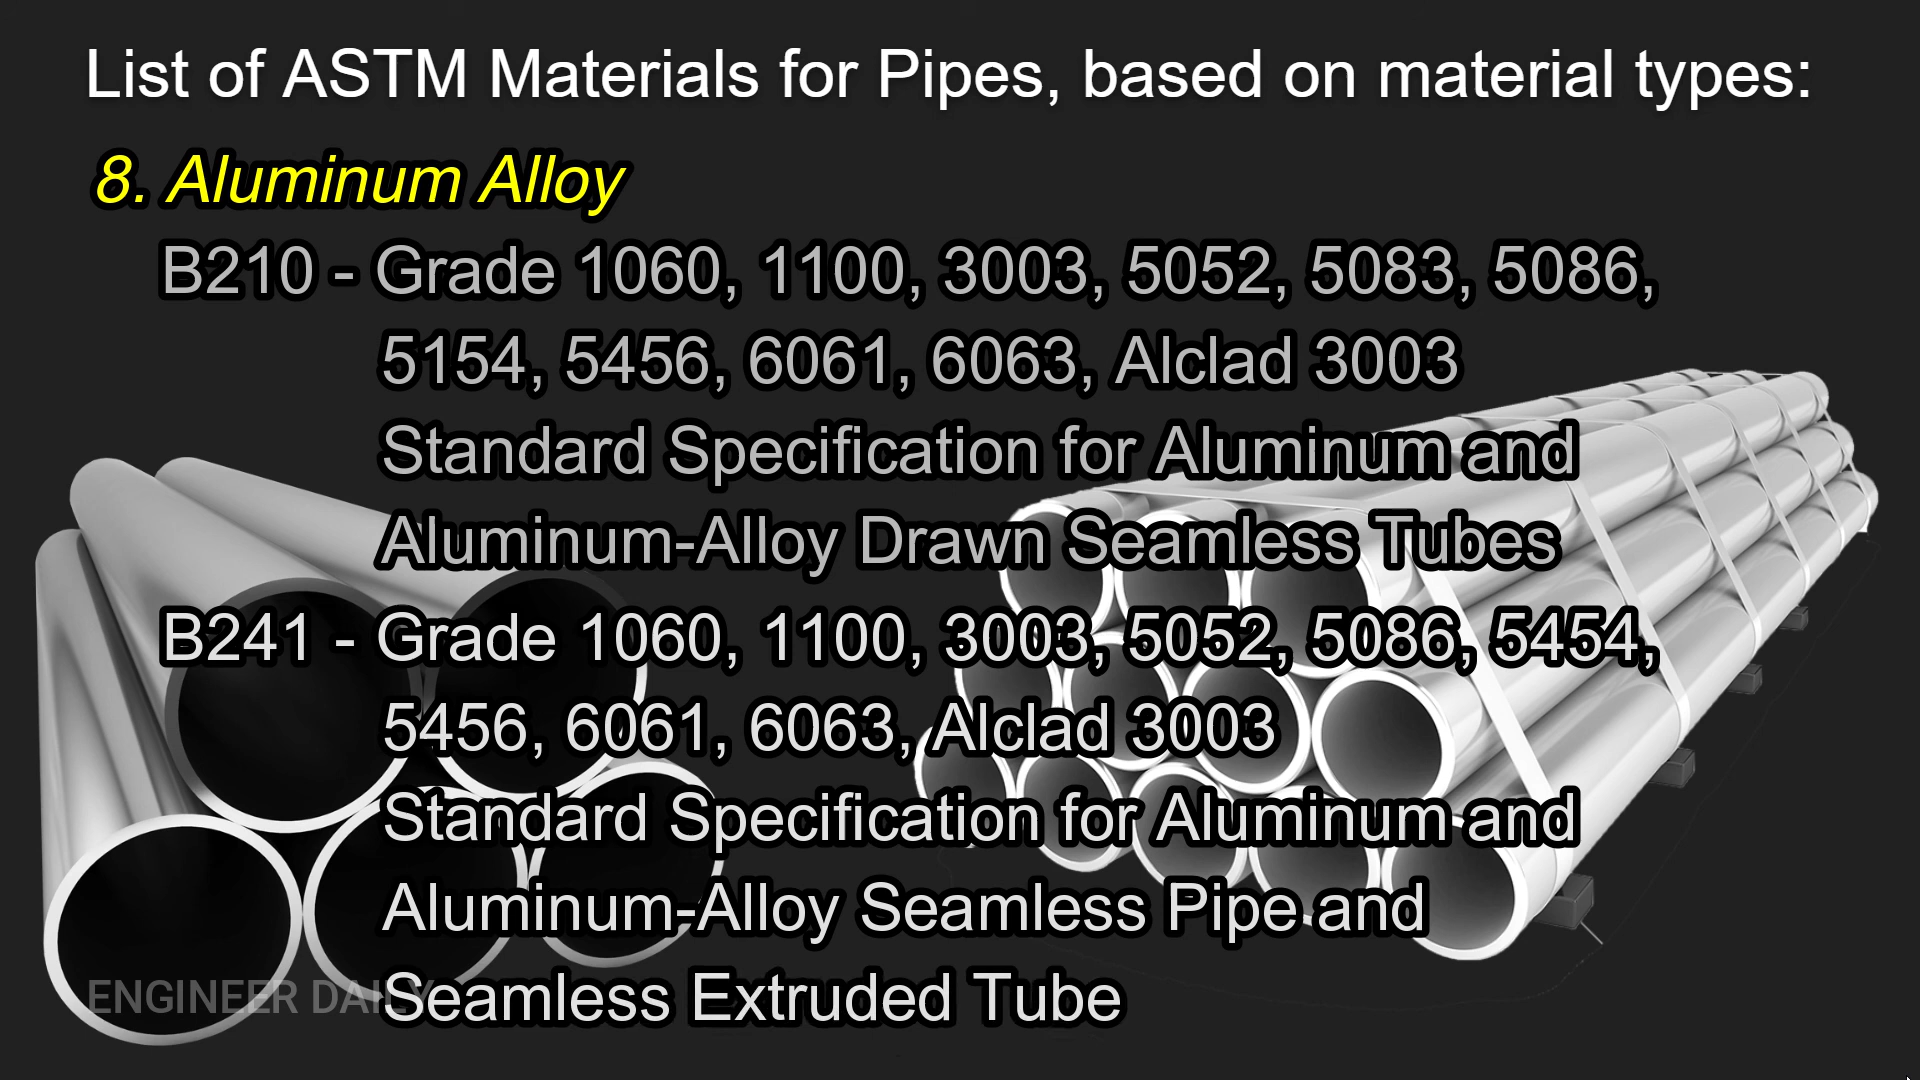 List of ASTM Materials for Pipes, based on material types:
8. Aluminum Alloy
B210 - Grade 1060, 1100, 3003, 5052, 5083, 5086,
5154, 5456, 6061, 6063, Alclad 3003
Standard Specification for Aluminum and
Aluminum-Alloy Drawn Seamless Tubes
B241 - Grade 1060, 1100, 3003, 5052, 5086, 5454,
5456, 6061, 6063, Alclad 3003
Standard Specification for Aluminum and
Aluminum-Alloy Seamless Pipe and
Seamless Extruded Tube
ENGINEER DAILY